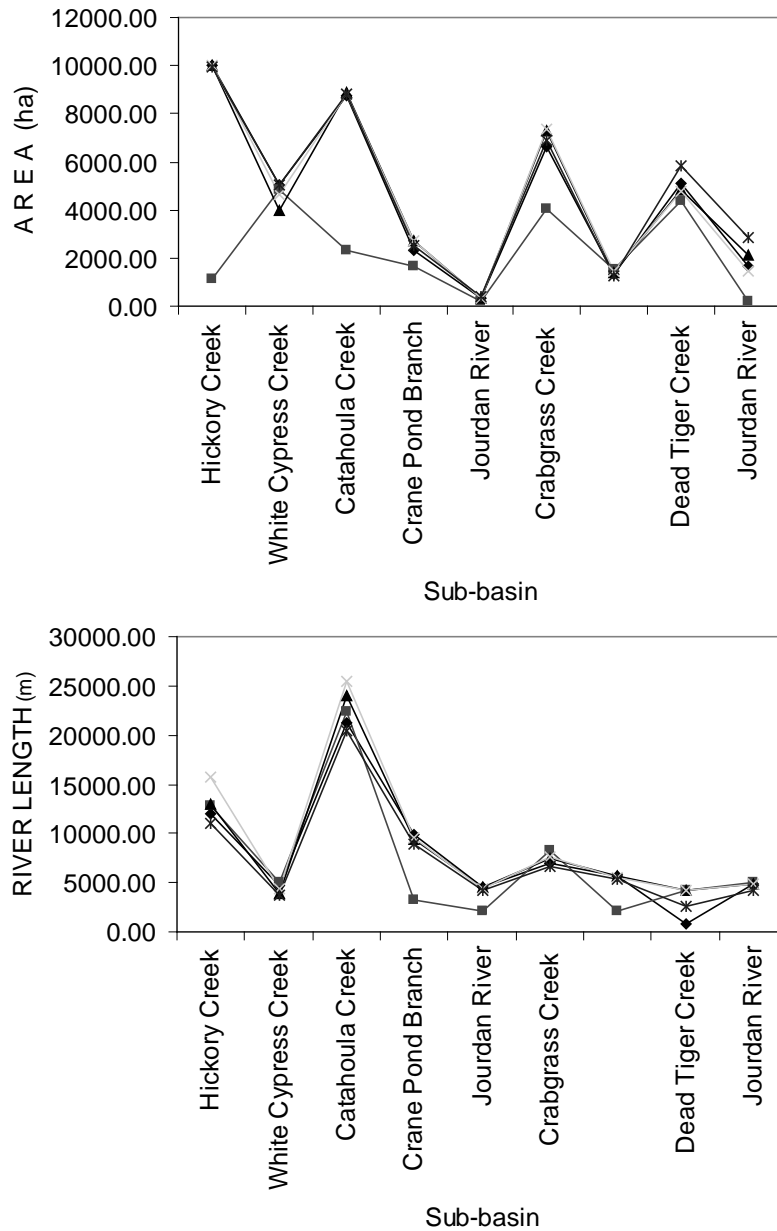 12000.00
10000.00
8000.00
6000.00
4000.00
2000.00
0.00
A R E A (ha)
Hickory Creek
White Cypress Creek
Catahoula Creek
Crane Pond Branch
Jourdan River
Crabgrass Creek
Dead Tiger Creek
Jourdan River
Sub-basin
30000.00
25000.00
20000.00
15000.00
10000.00
5000.00
0.00
RIVER LENGTH (m)
Hickory Creek
White Cypress Creek
Catahoula Creek
Crane Pond Branch
Jourdan River
Crabgrass Creek
Dead Tiger Creek
Jourdan River
Sub-basin